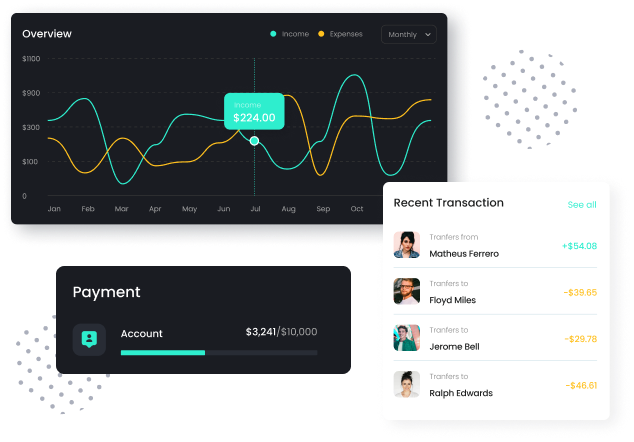 Overview
Income
Expenses
Monthly
$1100
$900
$300
$100
0
Income
$224.00
Jan Feb Mar Apr May Jun Jul Aug Sep Oct
Recent Transaction
See all
Tranfers from
Matheus Ferrero
+$54.08
Tranfers to
Floyd Miles
-$39.65
Tranfers to
Jerome Bell
-$29.78
Tranfers to
Ralph Edwards
-$46.61
Payment
Account
$3,241/$10,000